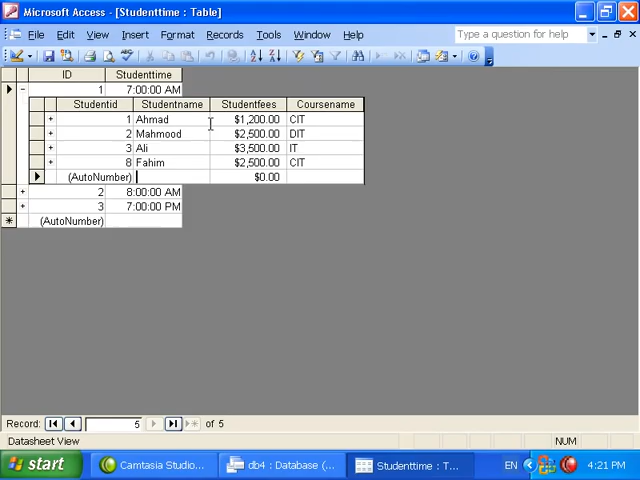 Microsoft Access - [Studenttime : Table]
File Edit View Insert Format Records Tools Window Help Type a question for help
ID Studenttime
1 7:00:00 AM
Studentid Studentname Studentfees Coursename
1 Ahmad $1,200.00 CIT
2 Mahmood $2,500.00 DIT
3 Ali $3,500.00 IT
8 Fahim $2,500.00 CIT
(AutoNumber) $0.00
2 8:00:00 AM
3 7:00:00 PM
(AutoNumber)
Record: 5 of 5
Datasheet View NUM
start Camtasia Studio... db4 : Database (... Studenttime : T... EN 4:21 PM